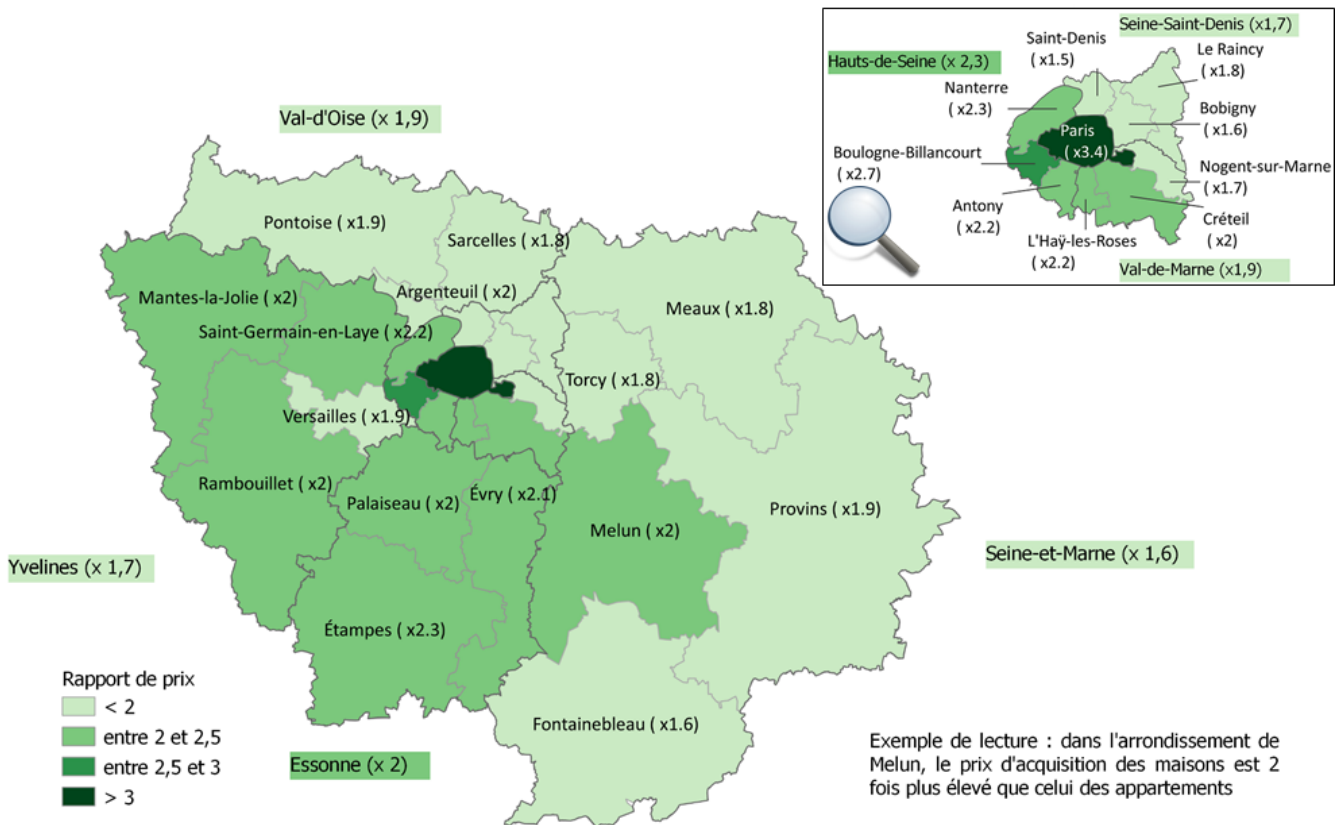 Seine-Saint-Denis (x1,7)
Saint-Denis
( x1.5)
Le Raincy
( x1.8)
Hauts-de-Seine (x 2,3)
Nanterre
( x2.3)
Bobigny
( x1.6)
Paris
( x3.4)
Boulogne-Billancourt
( x2.7)
Nogent-sur-Marne
( x1.7)
Antony
( x2.2)
Créteil
( x2)
L'Haÿ-les-Roses
( x2.2)
Val-de-Marne (x1,9)
Val-d'Oise (x 1,9)
Pontoise ( x1.9)
Sarcelles ( x1.8)
Mantes-la-Jolie ( x2)
Argenteuil ( x2)
Meaux ( x1.8)
Saint-Germain-en-Laye ( x2.2)
Torcy ( x1.8)
Versailles ( x1.9)
Rambouillet ( x2)
Palaiseau ( x2)
Évry ( x2.1)
Melun ( x2)
Provins ( x1.9)
Yvelines (x 1,7)
Seine-et-Marne (x 1,6)
Étampes ( x2.3)
Fontainebleau ( x1.6)
Essonne (x 2)
Rapport de prix
< 2
entre 2 et 2,5
entre 2,5 et 3
> 3
Exemple de lecture : dans l'arrondissement de
Melun, le prix d'acquisition des maisons est 2
fois plus élevé que celui des appartements